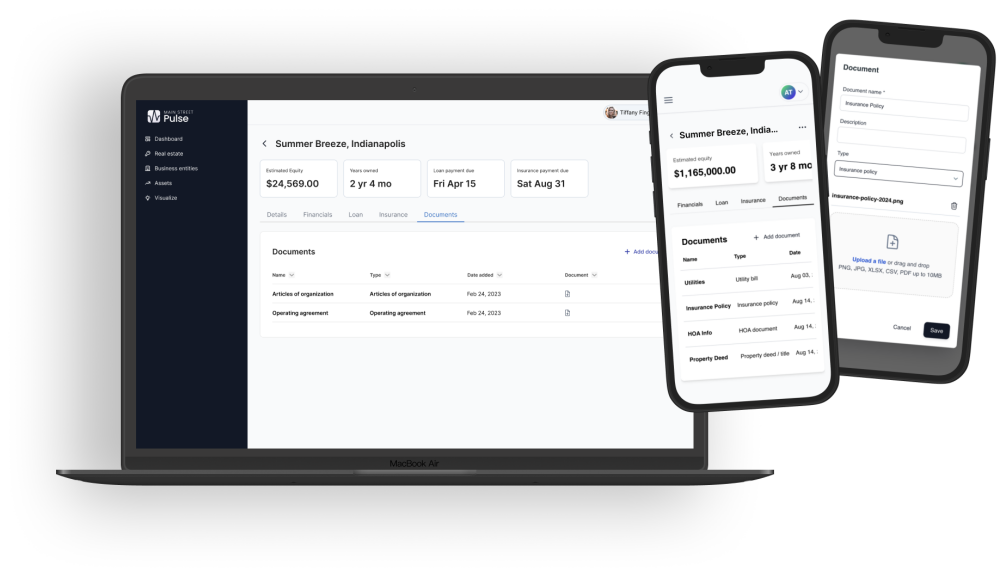 MAIN STREET
Pulse
Dashboard
Real estate
Business entities
Assets
Visualize
Tiffany Fing
Summer Breeze, Indianapolis
Estimated Equity
$24,569.00
Years owned
2 yr 4 mo
Loan payment due
Fri Apr 15
Insurance payment due
Sat Aug 31
Details Financials Loan Insurance Documents
Documents
+ Add docu
Name Type Date added Document
Articles of organization Articles of organization Feb 24, 2023
Operating agreement Operating agreement Feb 24, 2023
MacBook Air
AT
Summer Breeze, India...
Estimated equity
$1,165,000.00
Years owned
3 yr 8 mo
Financials Loan Insurance Documents
Documents + Add document
Name Type Date
Utilities Utility bill Aug 03,
Insurance Policy Insurance policy Aug 14,
HOA Info HOA document Aug 14,
Property Deed Property deed / title Aug 14,
Document
Document name *
Insurance Policy
Description
Type
Insurance policy
insurance-policy-2024.png
Upload a file or drag and drop
PNG, JPG, XLSX, CSV, PDF up to 10MB
Cancel Save